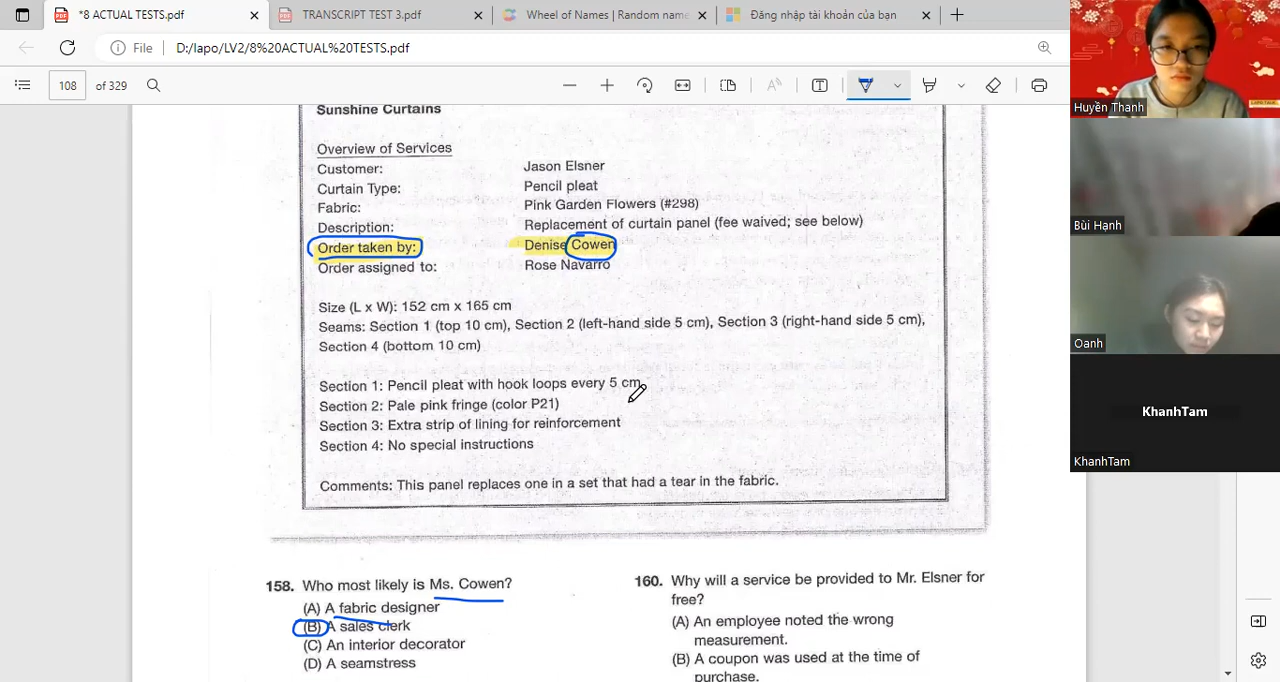 *8 ACTUAL TESTS.pdf
TRANSCRIPT TEST 3.pdf
Wheel of Names | Random name
Đăng nhập tài khoản của bạn
File
D:/lapo/LV2/8%20ACTUAL%20TESTS.pdf
108 of 329
Sunshine Curtains
Overview of Services
Customer: Jason Elsner
Curtain Type: Pencil pleat
Fabric: Pink Garden Flowers (#298)
Description: Replacement of curtain panel (fee waived; see below)
Order taken by: Denise Cowen
Order assigned to: Rose Navarro
Size (L x W): 152 cm x 165 cm
Seams: Section 1 (top 10 cm), Section 2 (left-hand side 5 cm), Section 3 (right-hand side 5 cm),
Section 4 (bottom 10 cm)
Section 1: Pencil pleat with hook loops every 5 cm
Section 2: Pale pink fringe (color P21)
Section 3: Extra strip of lining for reinforcement
Section 4: No special instructions
Comments: This panel replaces one in a set that had a tear in the fabric.
158. Who most likely is Ms. Cowen?
(A) A fabric designer
(B) A sales clerk
(C) An interior decorator
(D) A seamstress
160. Why will a service be provided to Mr. Elsner for
free?
(A) An employee noted the wrong
measurement.
(B) A coupon was used at the time of
purchase.
Huyền Thanh
Bùi Hạnh
Oanh
KhanhTam
KhanhTam